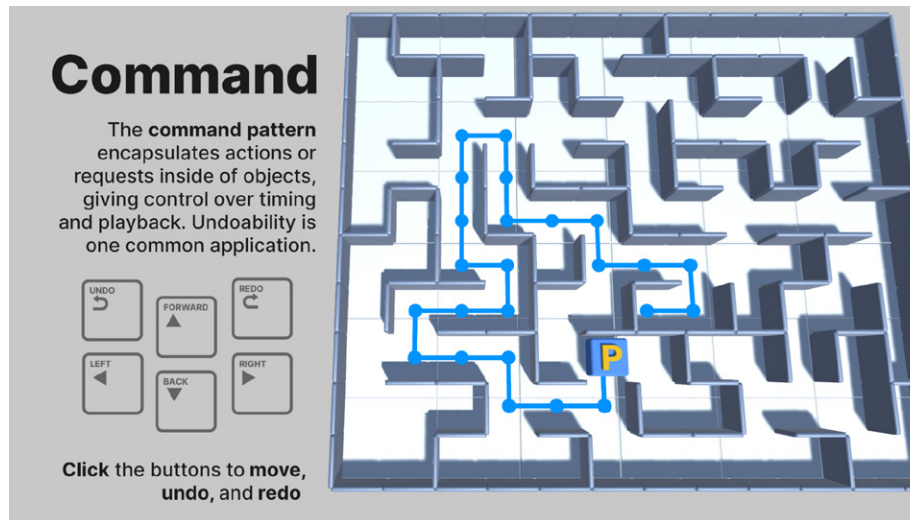 Command
The command pattern
encapsulates actions or
requests inside of objects,
giving control over timing
and playback. Undoability is
one common application.
UNDO
FORWARD
REDO
LEFT
BACK
RIGHT
Click the buttons to move,
undo, and redo
P